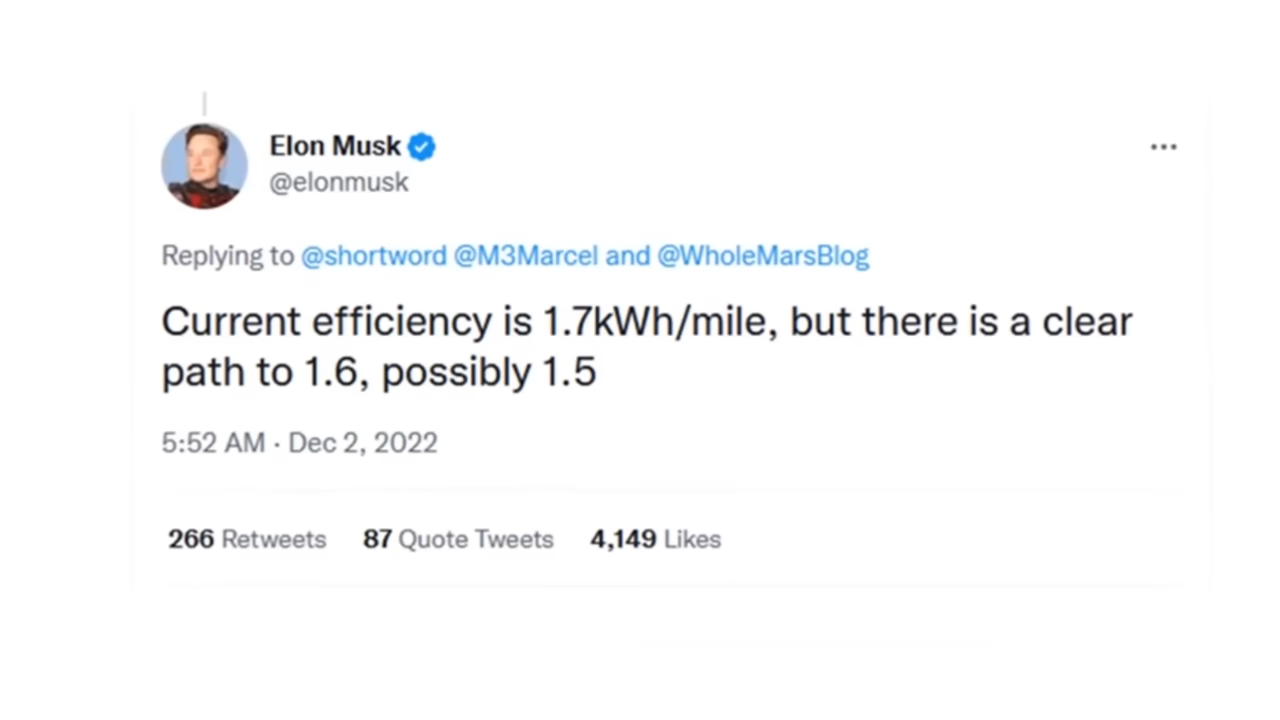 Elon Musk
@elonmusk
Replying to @shortword @M3Marcel and @WholeMarsBlog
Current efficiency is 1.7kWh/mile, but there is a clear
path to 1.6, possibly 1.5
5:52 AM · Dec 2, 2022
266 Retweets 87 Quote Tweets 4,149 Likes